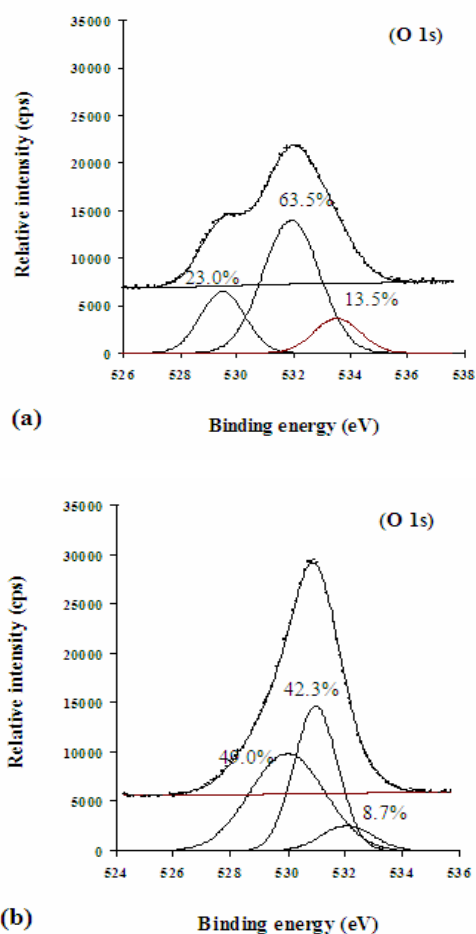 (O 1s)
35000
30000
25000
20000
15000
10000
5000
0
Relative intensity (cps)
63.5%
23.0%
13.5%
526 528 530 532 534 536 538
(a)
Binding energy (eV)
(O 1s)
35000
30000
25000
20000
15000
10000
5000
0
Relative intensity (cps)
42.3%
49.0%
8.7%
524 526 528 530 532 534 536
(b)
Binding energy (eV)